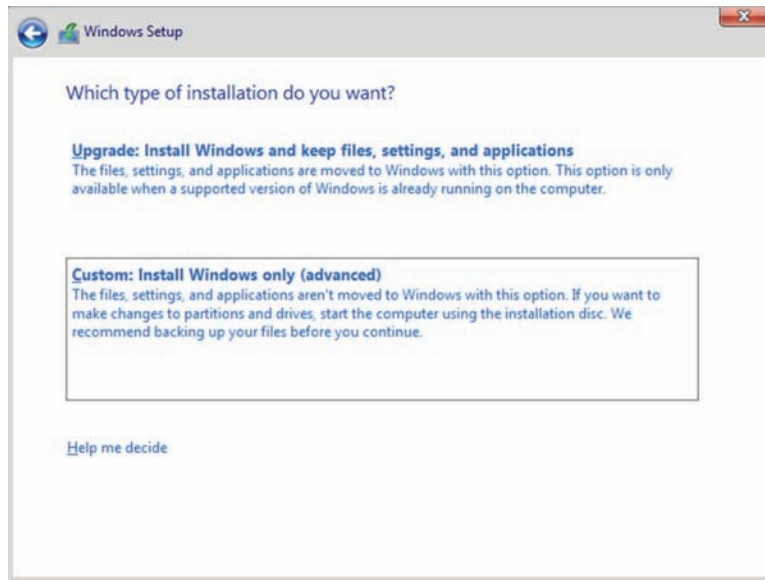 Windows Setup
Which type of installation do you want?
Upgrade: Install Windows and keep files, settings, and applications
The files, settings, and applications are moved to Windows with this option. This option is only
available when a supported version of Windows is already running on the computer.
Custom: Install Windows only (advanced)
The files, settings, and applications aren't moved to Windows with this option. If you want to
make changes to partitions and drives, start the computer using the installation disc. We
recommend backing up your files before you continue.
Help me decide